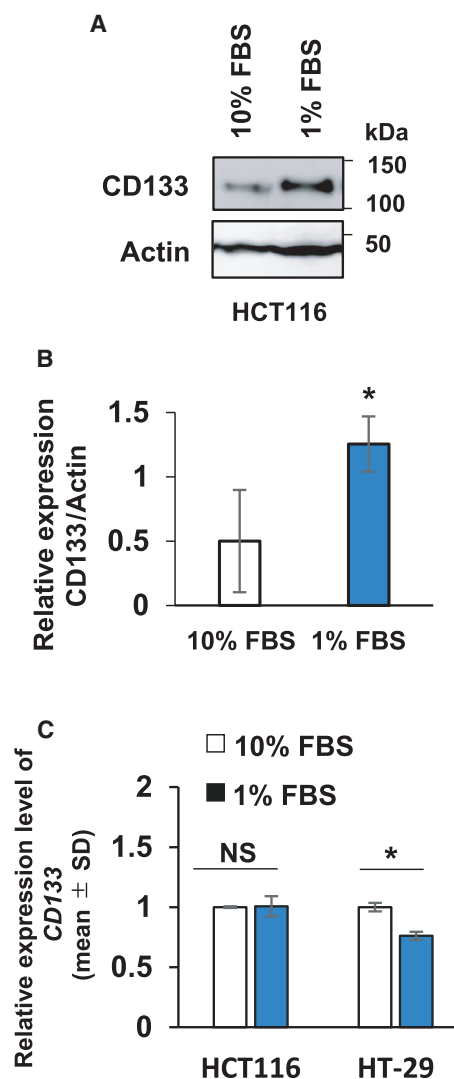 A
10% FBS
1% FBS
kDa
CD133
150
100
Actin
50
HCT116
B
Relative expression
CD133/Actin
1.5
1
0.5
0
*
10% FBS
1% FBS
C
Relative expression level of
CD133
(mean ± SD)
10% FBS
1% FBS
2
1.5
1
0.5
0
NS
*
HCT116
HT-29